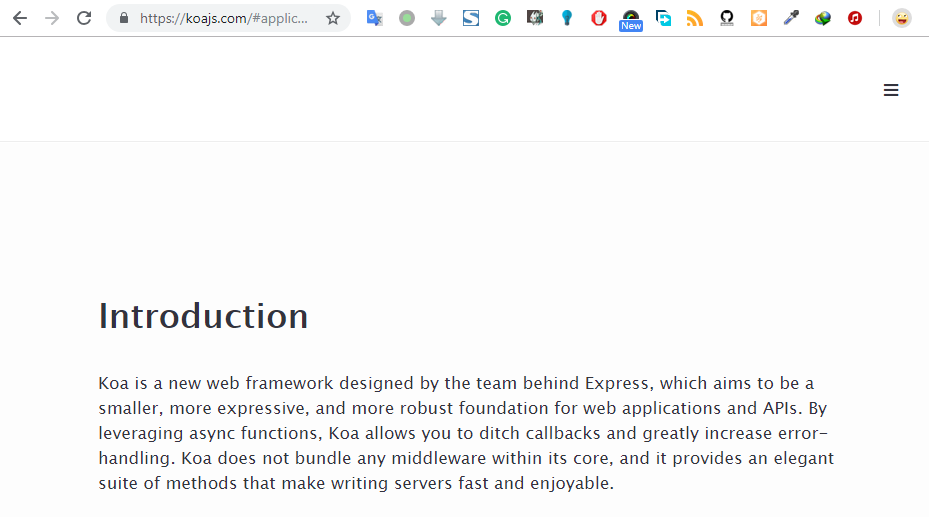 https://koajs.com/#applic...
New
Introduction
Koa is a new web framework designed by the team behind Express, which aims to be a
smaller, more expressive, and more robust foundation for web applications and APIs. By
leveraging async functions, Koa allows you to ditch callbacks and greatly increase error-
handling. Koa does not bundle any middleware within its core, and it provides an elegant
suite of methods that make writing servers fast and enjoyable.